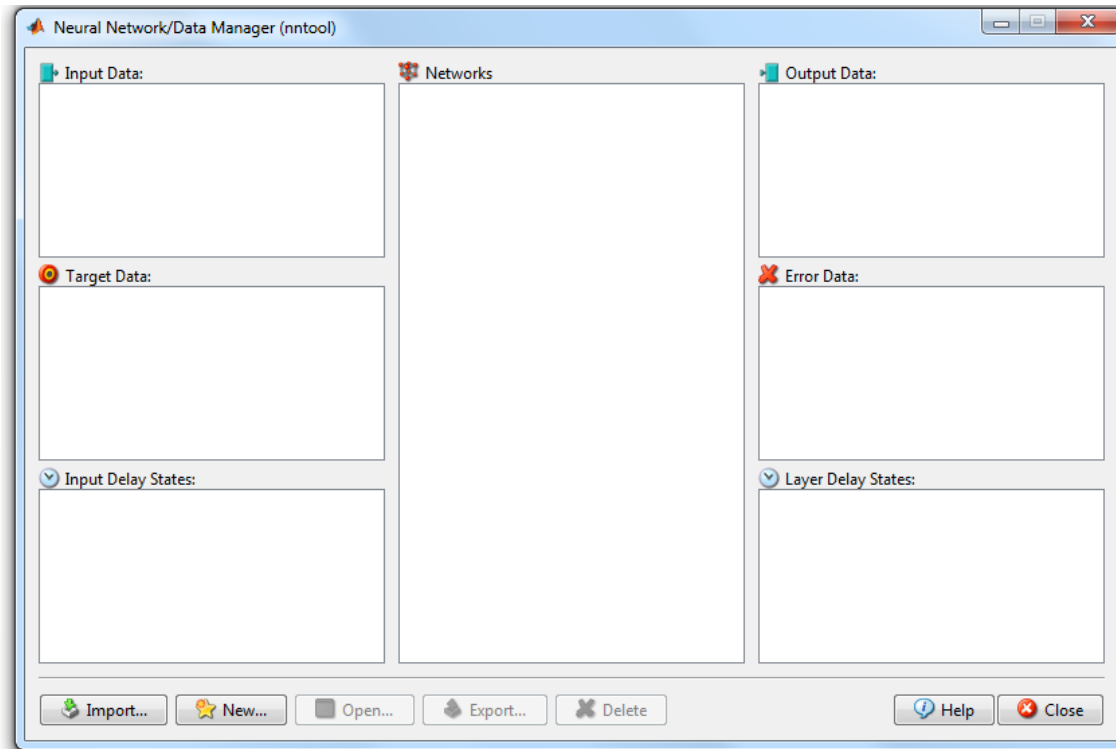 Neural Network/Data Manager (nntool)
Input Data:
Networks
Output Data:
Target Data:
Error Data:
Input Delay States:
Layer Delay States:
Import...
New...
Open...
Export...
Delete
Help
Close